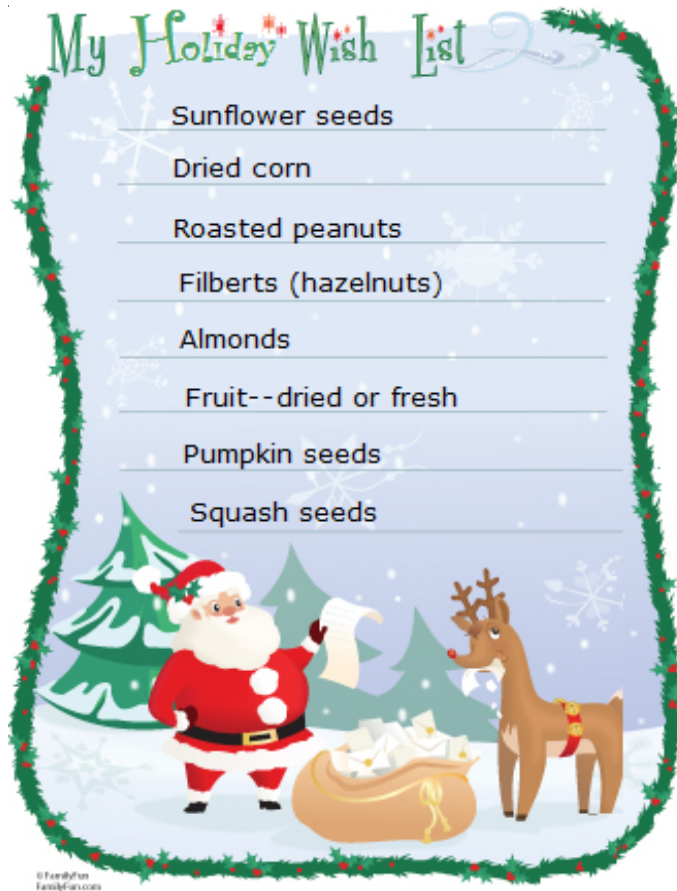 My Holiday Wish List
Sunflower seeds
Dried corn
Roasted peanuts
Filberts (hazelnuts)
Almonds
Fruit--dried or fresh
Pumpkin seeds
Squash seeds
© FamilyFun
FamilyFun.com